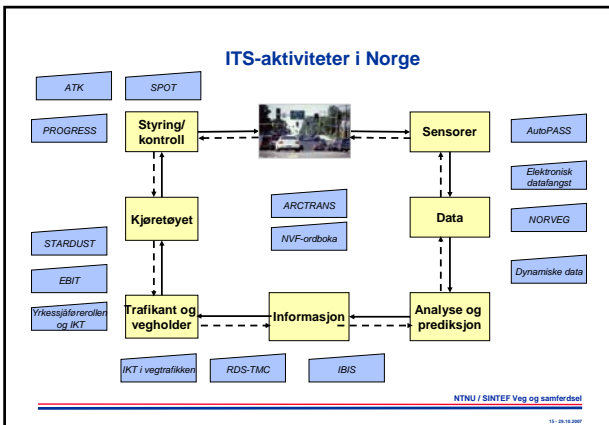 ITS-aktiviteter i Norge
ATK
SPOT
PROGRESS
Styring/
kontroll
Sensorer
AutoPASS
Elektronisk
datafangst
ARCTRANS
Kjøretøyet
Data
NORVEG
NVF-ordboka
STARDUST
EBIT
Dynamiske data
Yrkessjåførerollen
og IKT
Trafikant og
vegholder
Informasjon
Analyse og
prediksjon
IKT i vegtrafikken
RDS-TMC
IBIS
NTNU / SINTEF Veg og samferdsel
15 - 29.10.2007